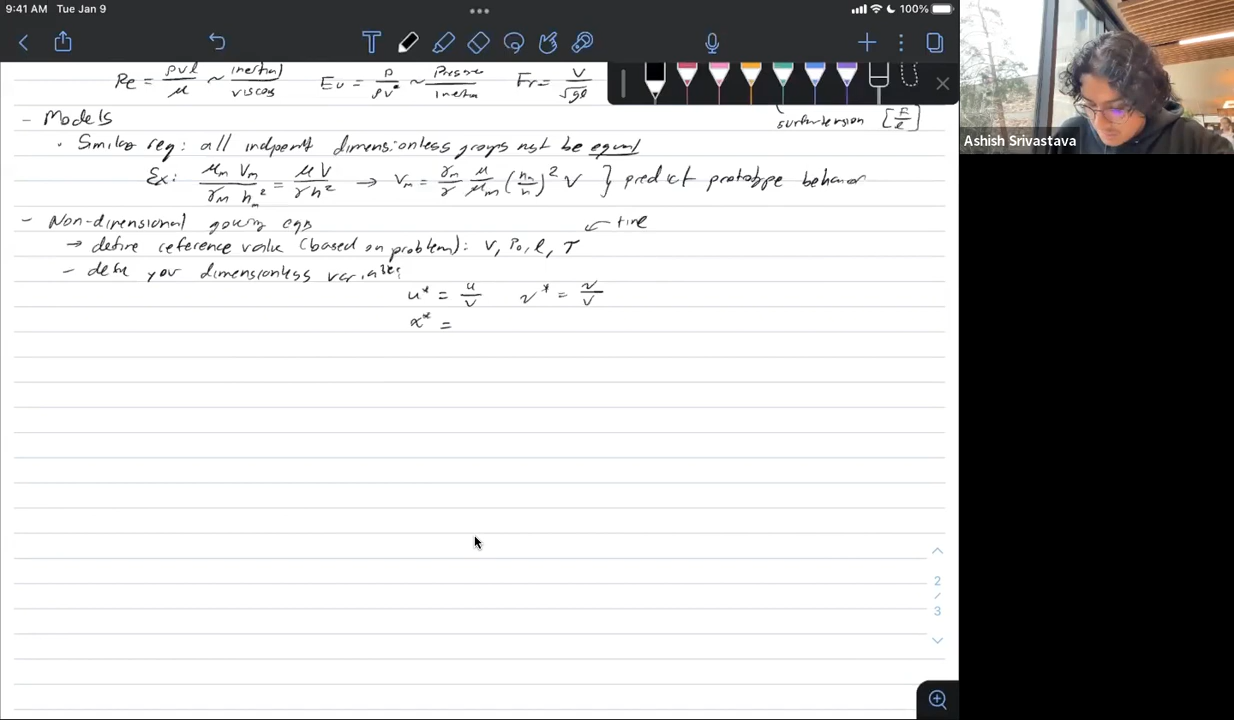 9:41 AM Tue Jan 9
100%
Re = ρVl/μ ~ inertial/viscos Eu = P/ρV² ~ Pressure/Inertia Fr = V/√gl
surface tension [F/l]
Ashish Srivastava
- Models
· Similar req: all indpent dimensionless groups must be equal
Ex: μm Vm/γm hm² = μV/γh² → Vm = γm/γ μ/μm (hm/h)² V } predict prototype behavior
- Non-dimensional goverg eqs
← time
→ define reference value (based on problem): V, P₀, l, τ
- define your dimensionless variables
u* = u/V v* = v/V
x* =
2
/
3